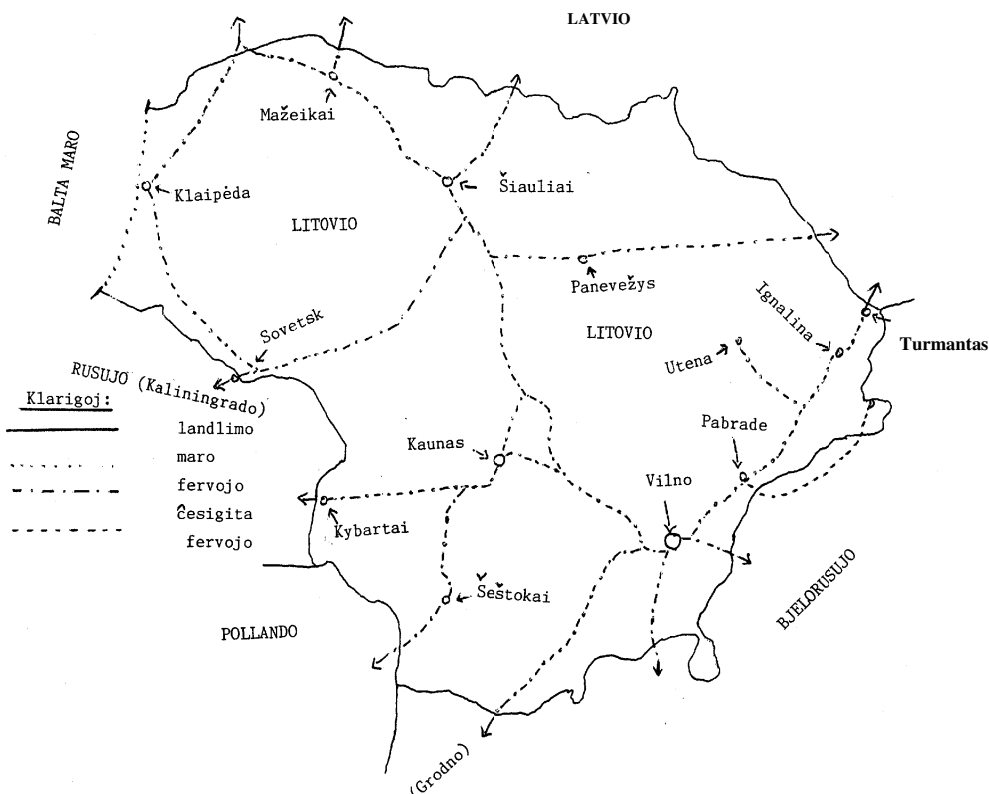 LATVIO
Mažeikai
BALTA MARO
Klaipėda
Šiauliai
LITOVIO
Panevežys
Ignalina
Sovetsk
LITOVIO
Utena
Turmantas
RUSUJO (Kaliningrado)
Klarigoj:
landlimo
maro
fervojo
ĉesigita
fervojo
Kaunas
Pabrade
Vilno
Kybartai
Šeštokai
BJELORUSUJO
POLLANDO
(Grodno)